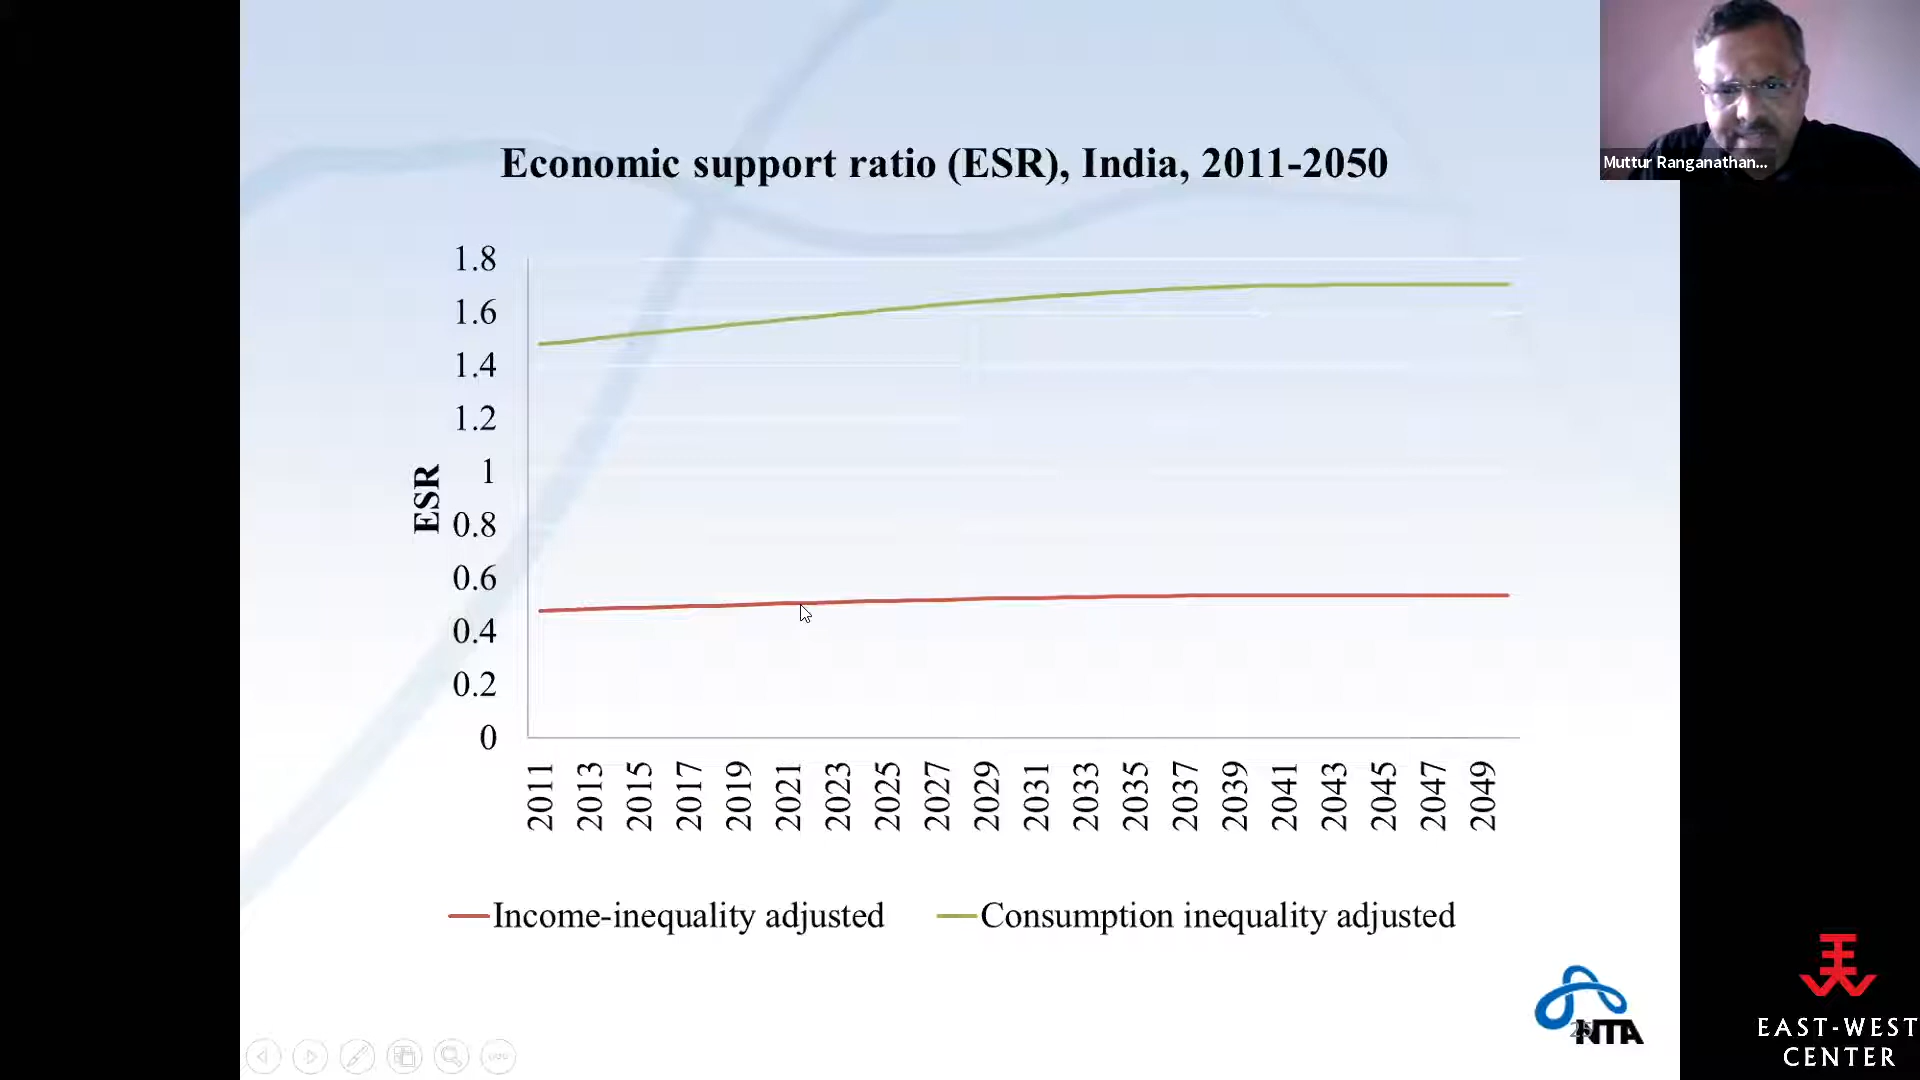 Economic support ratio (ESR), India, 2011-2050
Muttur Ranganathan...
1.8
1.6
1.4
1.2
1
0.8
0.6
0.4
0.2
0
ESR
2011 2013 2015 2017 2019 2021 2023 2025 2027 2029 2031 2033 2035 2037 2039 2041 2043 2045 2047 2049
Income-inequality adjusted Consumption inequality adjusted
NTA
EAST-WEST
CENTER